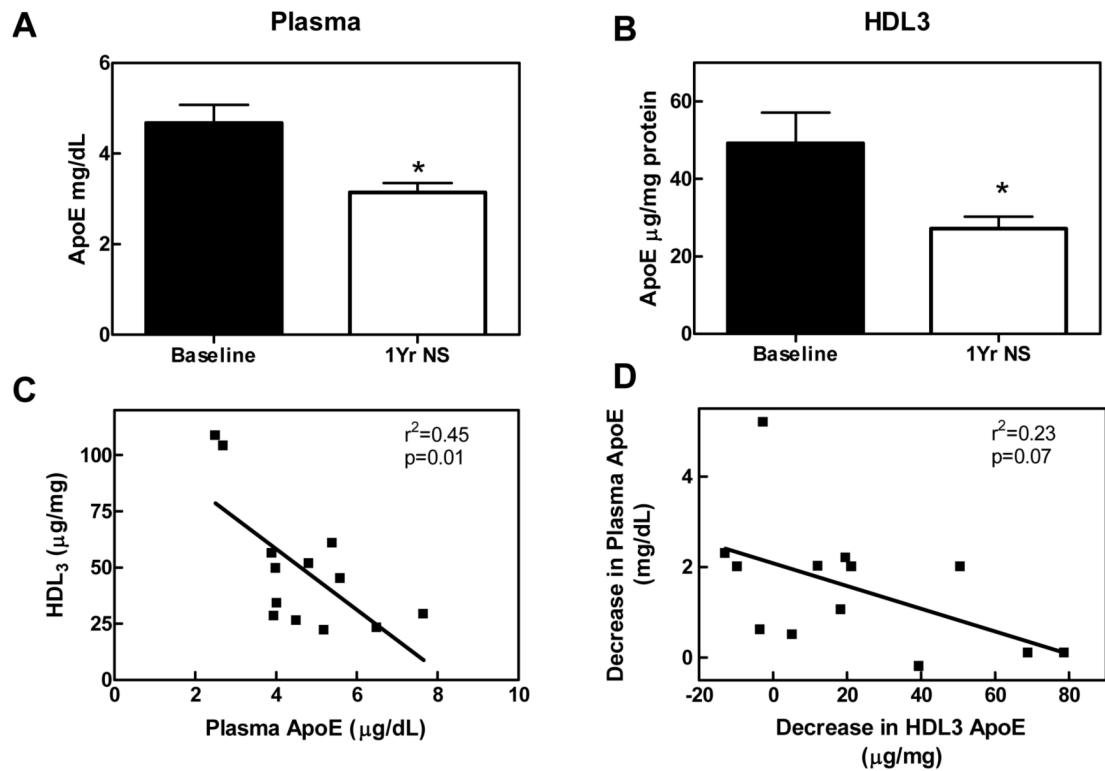 A
Plasma
6
4
2
0
ApoE mg/dL
*
Baseline
1Yr NS
B
HDL3
60
40
20
0
ApoE μg/mg protein
*
Baseline
1Yr NS
C
r²=0.45
p=0.01
100
75
50
25
0
HDL₃ (μg/mg)
0
2
4
6
8
10
Plasma ApoE (μg/dL)
D
r²=0.23
p=0.07
4
2
0
Decrease in Plasma ApoE
(mg/dL)
-20
0
20
40
60
80
Decrease in HDL3 ApoE
(μg/mg)